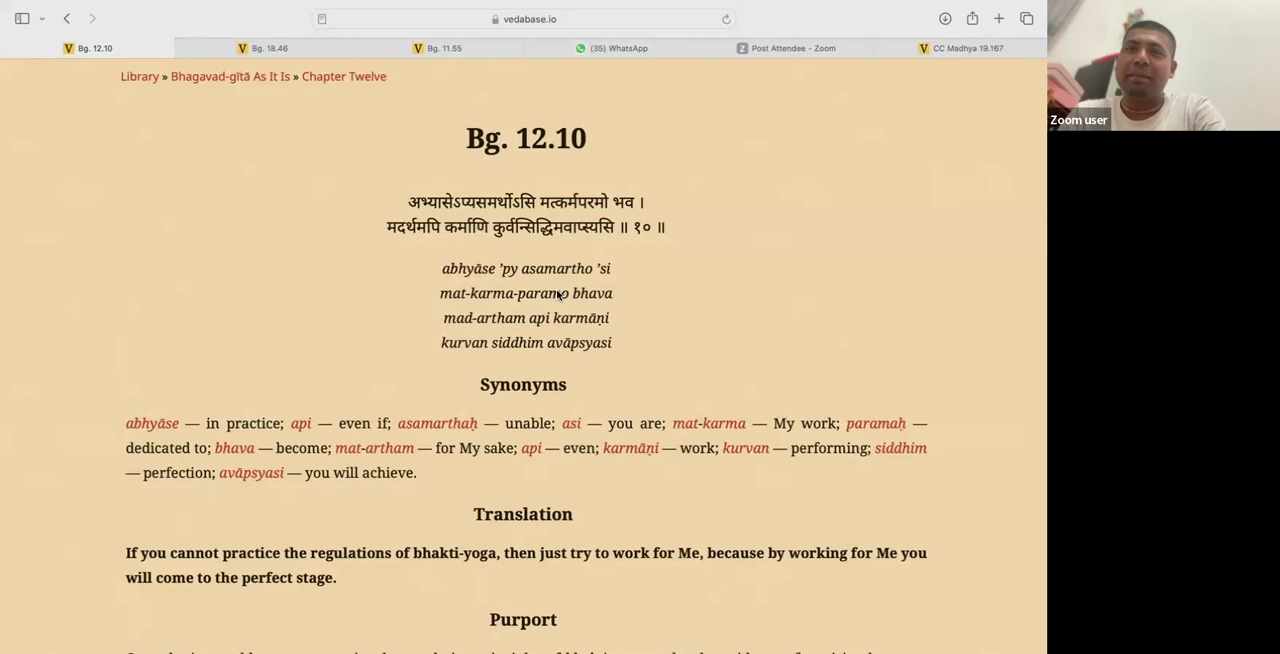 vedabase.io
Bg. 12.10
Bg. 18.46
Bg. 11.55
(35) WhatsApp
Post Attendee - Zoom
CC Madhya 19.167
Library » Bhagavad-gītā As It Is » Chapter Twelve
Zoom user
Bg. 12.10
अभ्यासेऽप्यसमर्थोऽसि मत्कर्मपरमो भव ।
मदर्थमपि कर्माणि कुर्वन्सिद्धिमवाप्स्यसि ॥ १० ॥
abhyāse ’py asamartho ’si
mat-karma-paramo bhava
mad-artham api karmāṇi
kurvan siddhim avāpsyasi
Synonyms
abhyāse — in practice; api — even if; asamarthaḥ — unable; asi — you are; mat-karma — My work; paramaḥ —
dedicated to; bhava — become; mat-artham — for My sake; api — even; karmāṇi — work; kurvan — performing; siddhim
— perfection; avāpsyasi — you will achieve.
Translation
If you cannot practice the regulations of bhakti-yoga, then just try to work for Me, because by working for Me you
will come to the perfect stage.
Purport